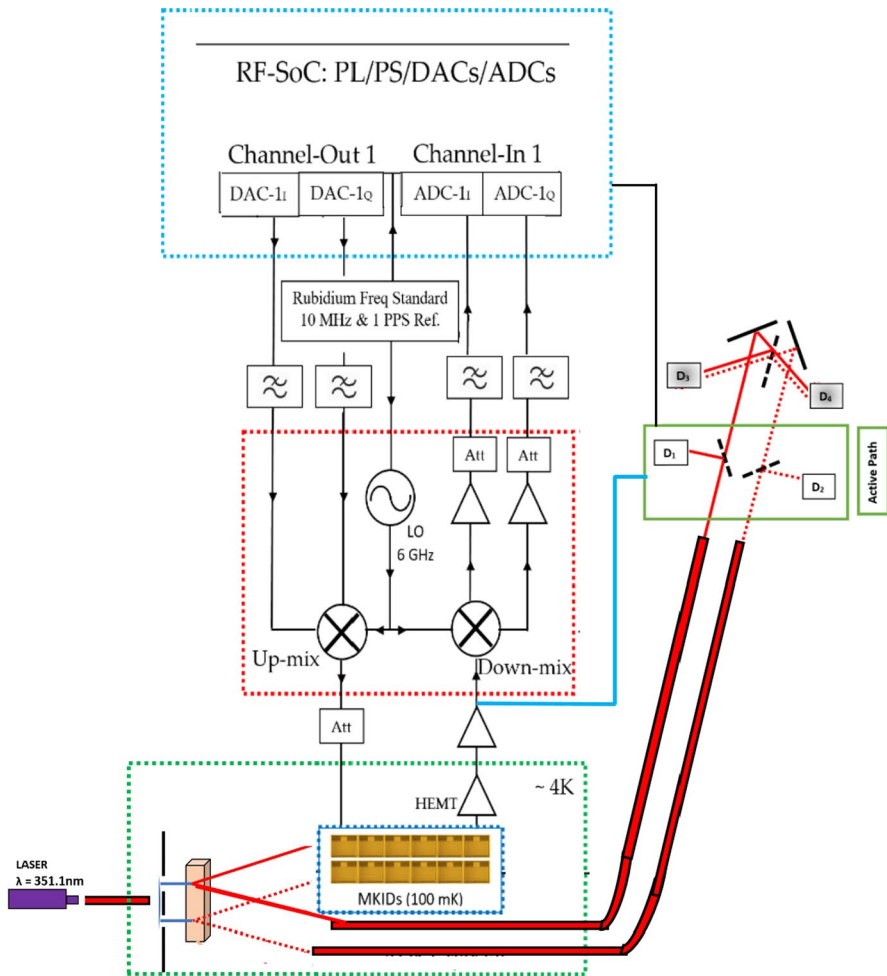 RF-SoC: PL/PS/DACs/ADCs
Channel-Out 1
Channel-In 1
DAC-1I
DAC-1Q
ADC-1I
ADC-1Q
Rubidium Freq Standard
10 MHz & 1 PPS Ref.
D3
D4
Att
Att
D1
D2
Active Path
LO
6 GHz
Up-mix
Down-mix
Att
~ 4K
HEMT
LASER
λ = 351.1nm
MKIDs (100 mK)